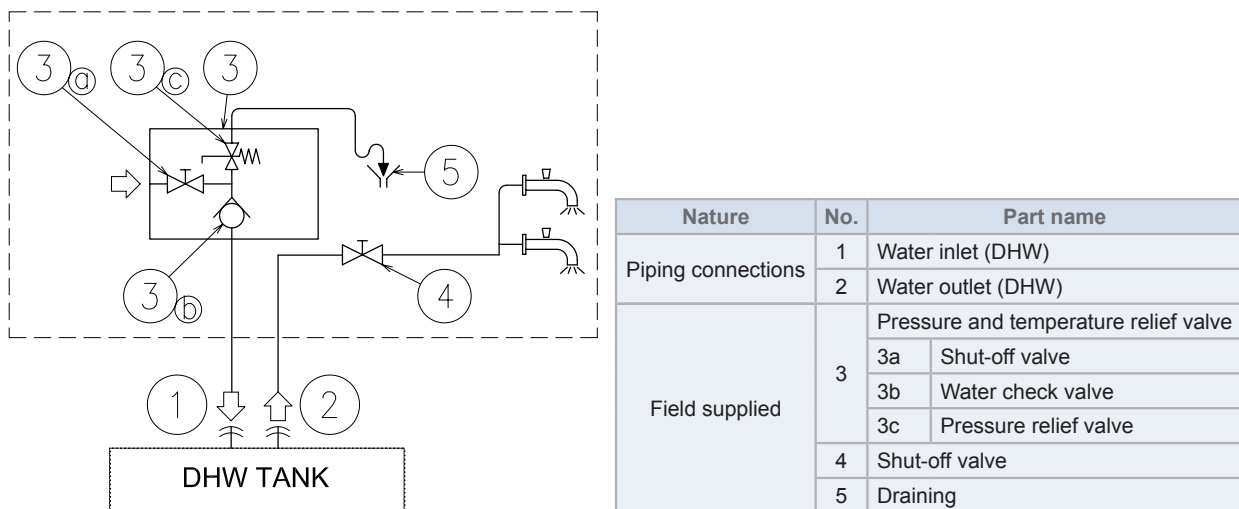 3 a
3 c
3
5
3 b
4
1
2
DHW TANK
Nature No. Part name
Piping connections
1 Water inlet (DHW)
2 Water outlet (DHW)
Field supplied
3
Pressure and temperature relief valve
3a Shut-off valve
3b Water check valve
3c Pressure relief valve
4 Shut-off valve
5 Draining